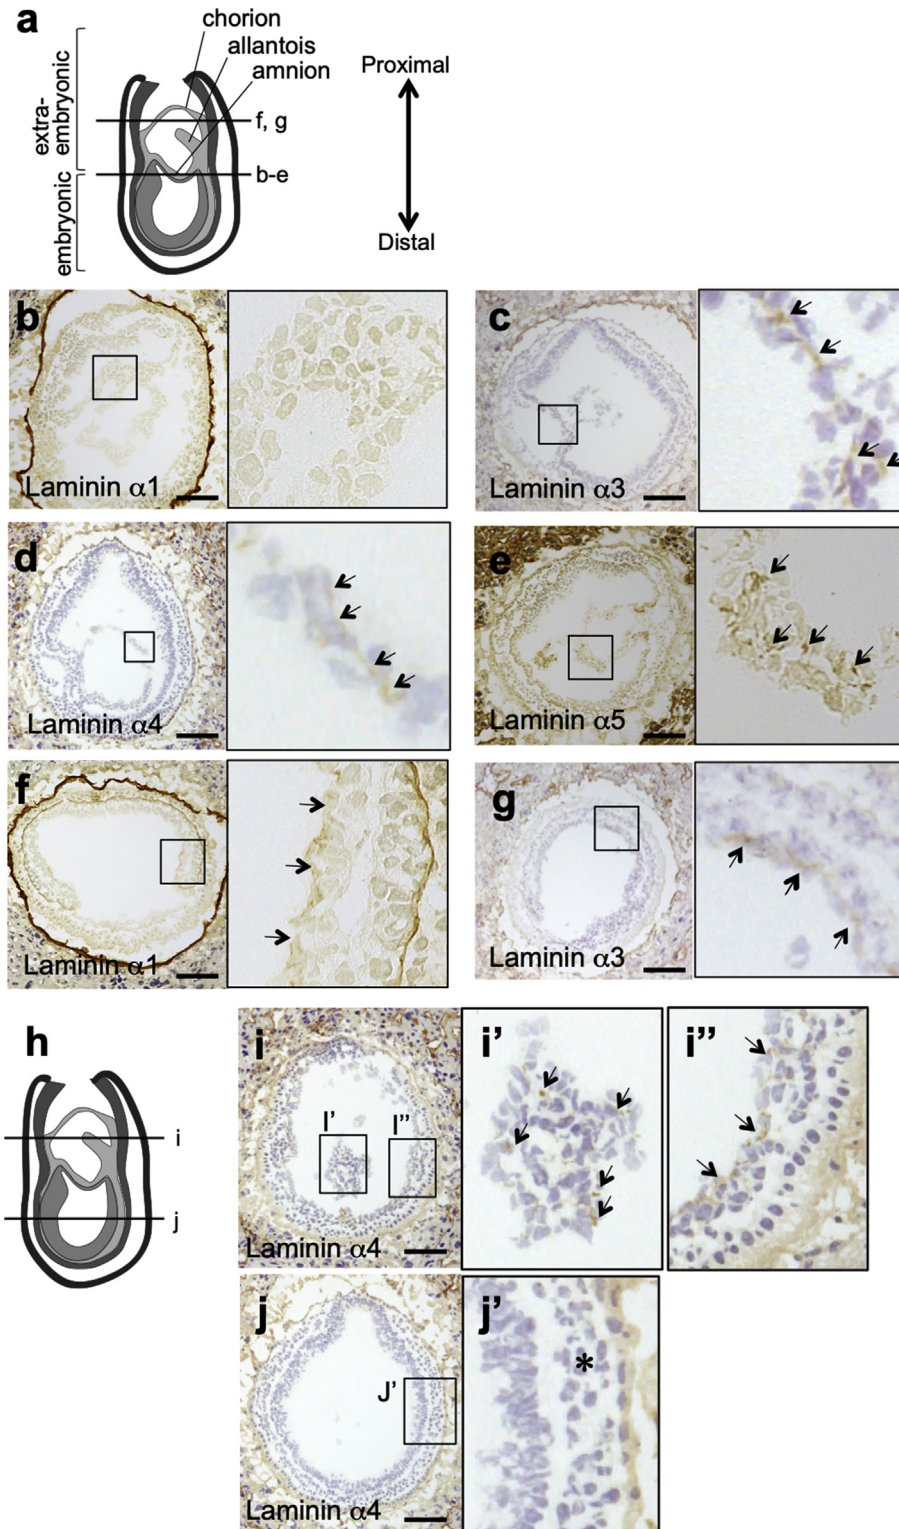 a
chorion
allantois
amnion
extra-
embryonic
embryonic
f, g
b-e
Proximal
Distal
b
Laminin α1
c
Laminin α3
d
Laminin α4
e
Laminin α5
f
Laminin α1
g
Laminin α3
h
i
j
i
I'
I''
Laminin α4
i'
i''
j
J'
Laminin α4
j'
*